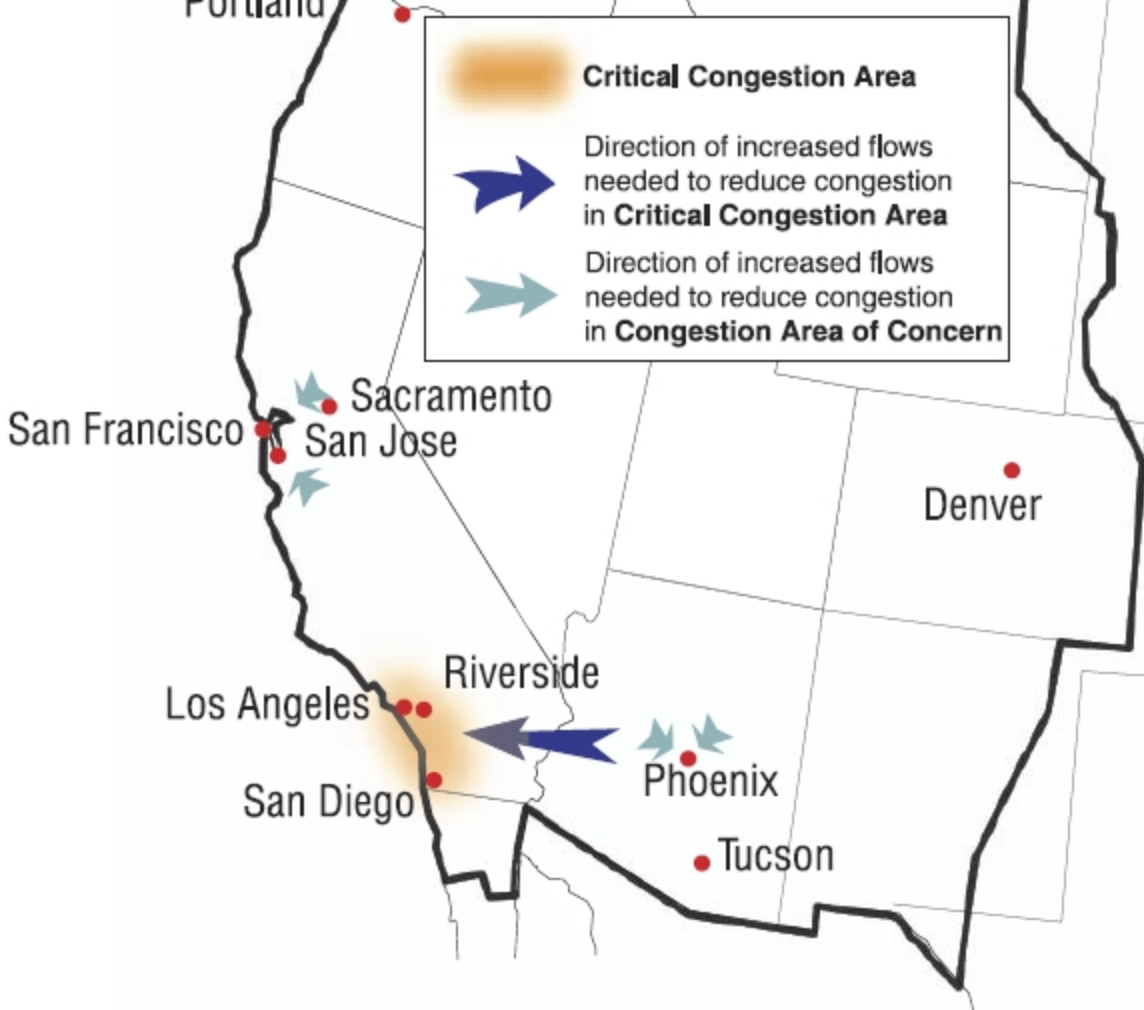 Portland
Critical Congestion Area
Direction of increased flows
needed to reduce congestion
in Critical Congestion Area
Direction of increased flows
needed to reduce congestion
in Congestion Area of Concern
Sacramento
San Francisco
San Jose
Denver
Riverside
Los Angeles
Phoenix
San Diego
Tucson